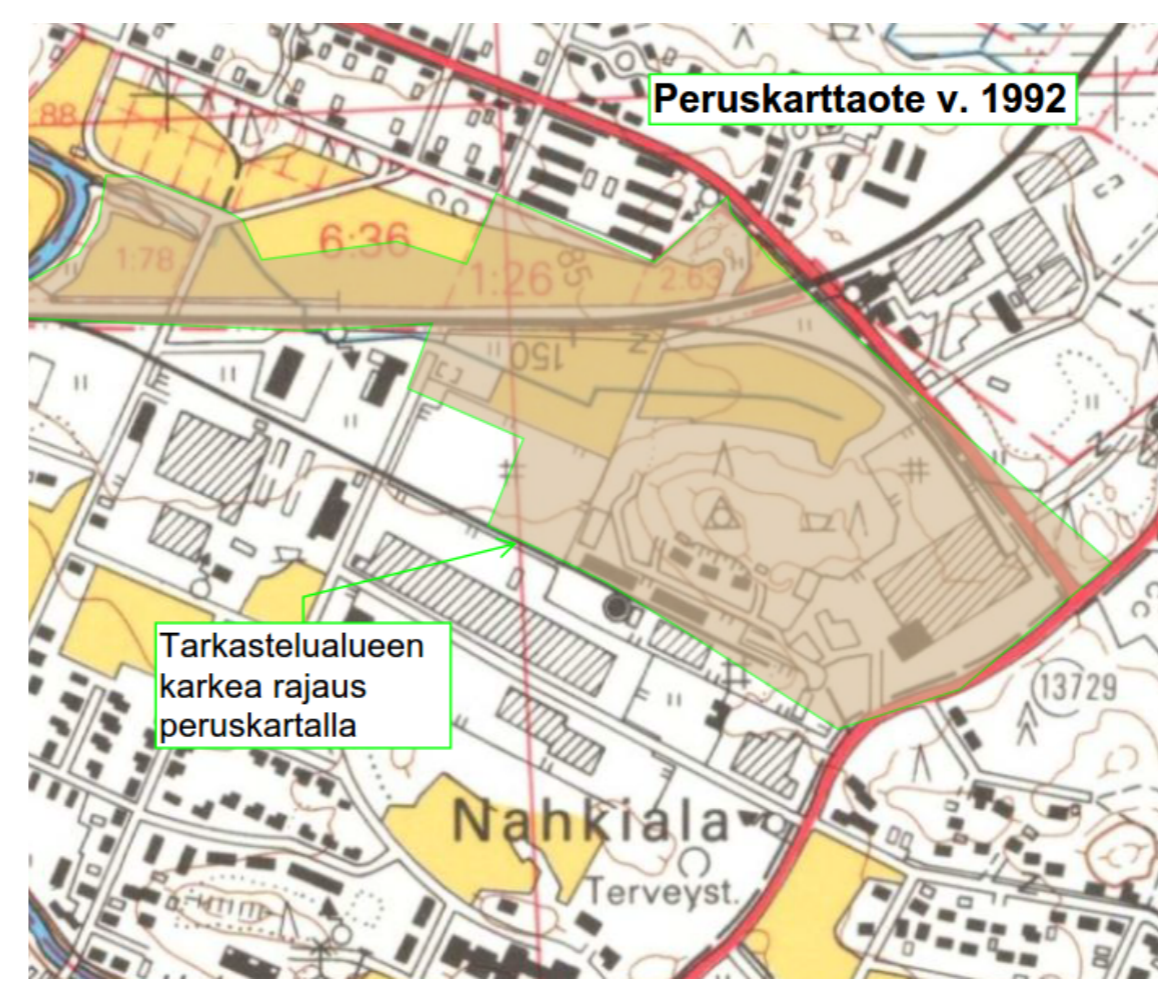 Peruskarttaote v. 1992
:88
6:36
1:78
1:26
85
2:63
150
Tarkastelualueen
karkea rajaus
peruskartalla
13729
Nahkiala
Terveyst.